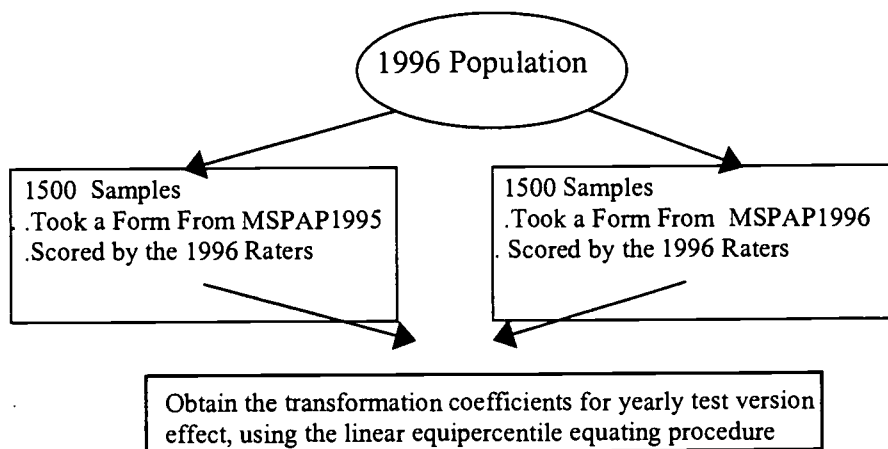 1996 Population
1500 Samples
.Took a Form From MSPAP1995
.Scored by the 1996 Raters
1500 Samples
.Took a Form From MSPAP1996
. Scored by the 1996 Raters
Obtain the transformation coefficients for yearly test version
effect, using the linear equipercentile equating procedure